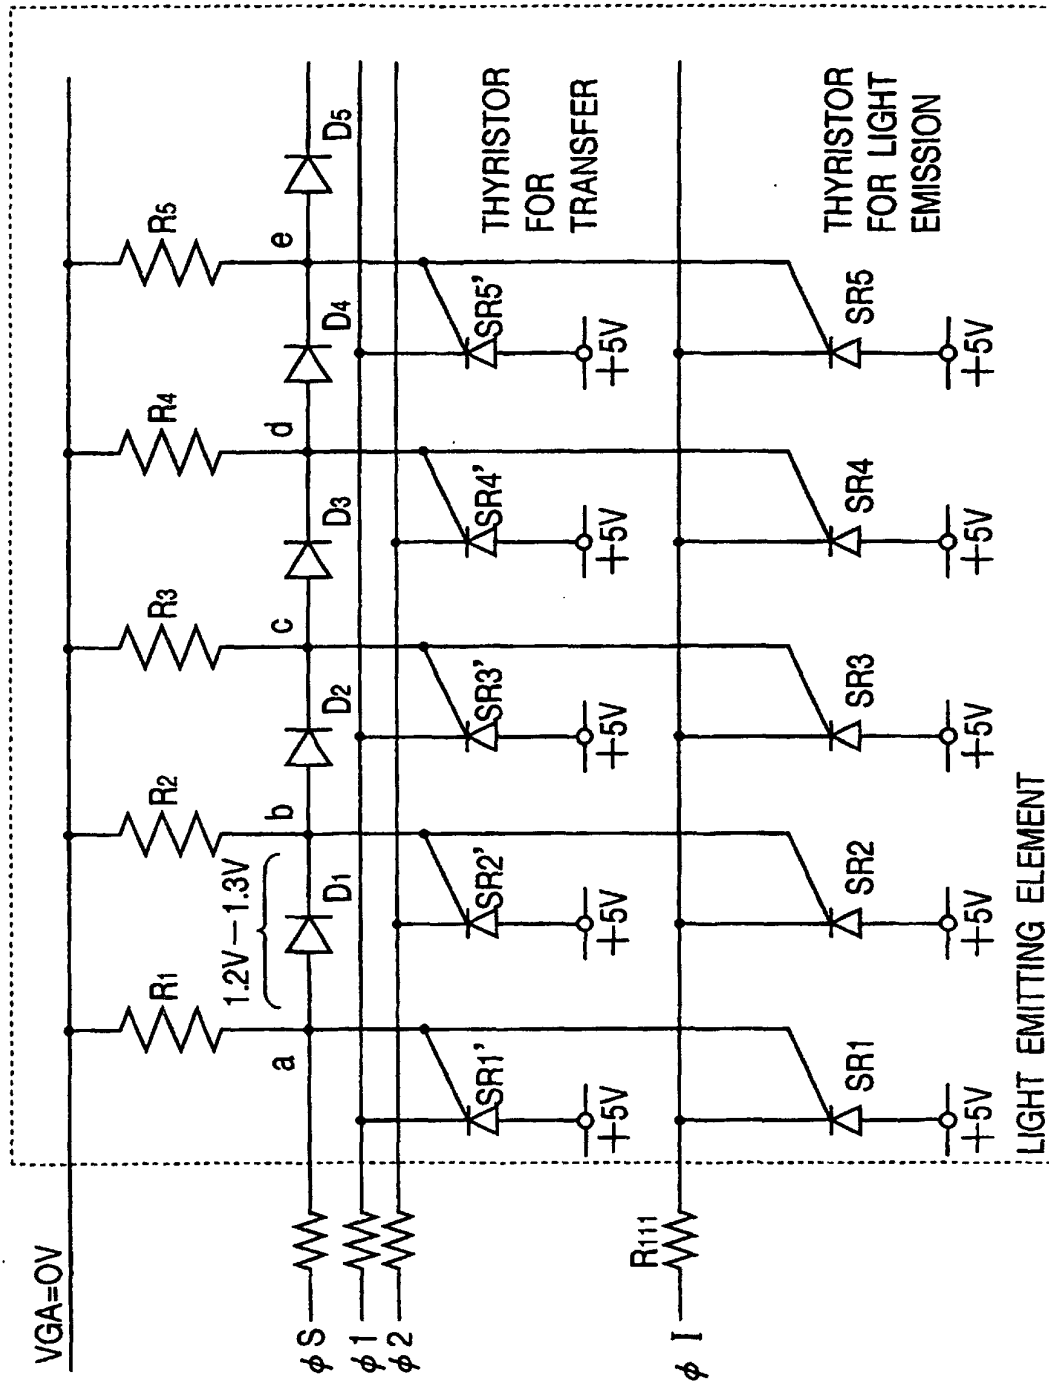 VGA=0V
R1
R2
R3
R4
R5
1.2V—1.3V
a
b
c
d
e
D1
D2
D3
D4
D5
φS
φ1
φ2
SR1'
SR2'
SR3'
SR4'
SR5'
THYRISTOR
FOR
TRANSFER
+5V
+5V
+5V
+5V
+5V
R111
φI
SR1
SR2
SR3
SR4
SR5
THYRISTOR
FOR LIGHT
EMISSION
+5V
+5V
+5V
+5V
+5V
LIGHT EMITTING ELEMENT